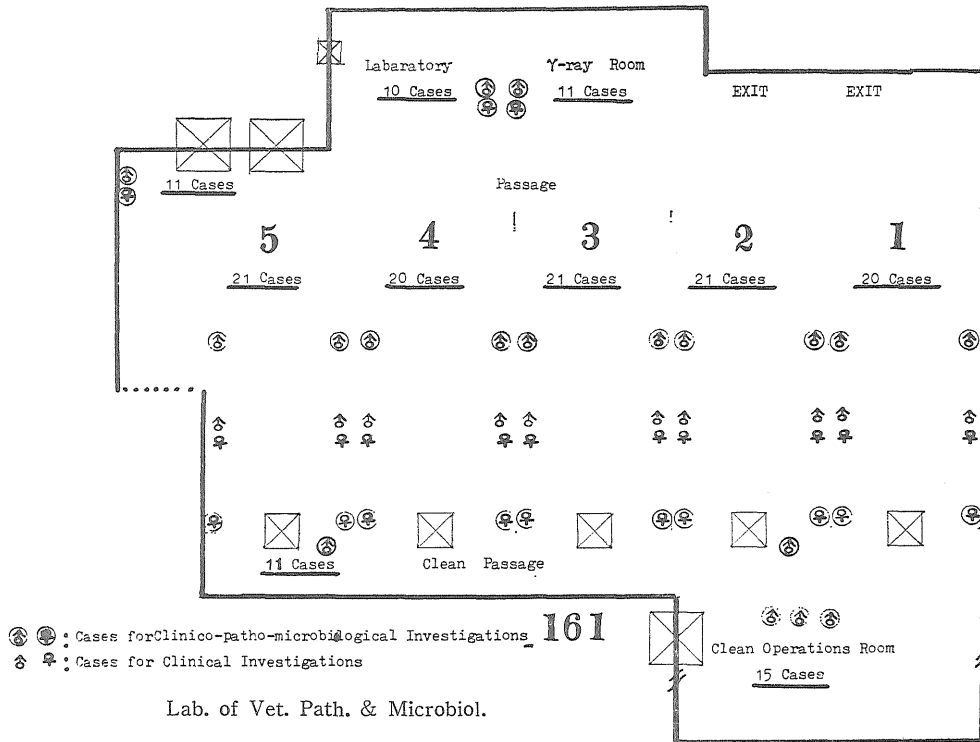 Labaratory
γ-ray Room
10 Cases
11 Cases
EXIT
EXIT
11 Cases
Passage
5
4
3
2
1
21 Cases
20 Cases
21 Cases
21 Cases
20 Cases
11 Cases
Clean Passage
: Cases forClinico-patho-microbiological Investigations
161
: Cases for Clinical Investigations
Clean Operations Room
15 Cases
Lab. of Vet. Path. & Microbiol.